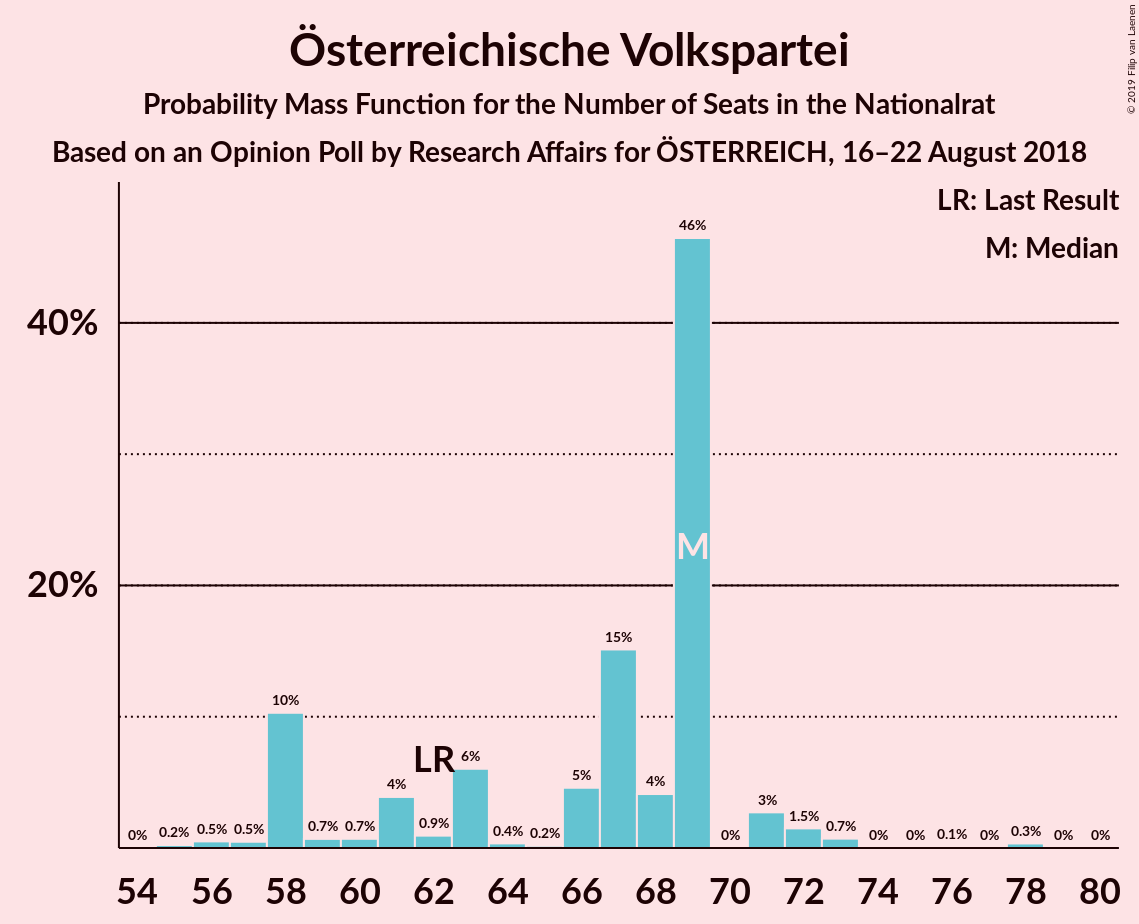 Österreichische Volkspartei
Probability Mass Function for the Number of Seats in the Nationalrat
Based on an Opinion Poll by Research Affairs for ÖSTERREICH, 16–22 August 2018
© 2019 Filip van Laenen
LR: Last Result
M: Median
40%
20%
0% 0.2% 0.5% 0.5% 10% 0.7% 0.7% 4% 0.9% 6% 0.4% 0.2% 5% 15% 4% 46% 0% 3% 1.5% 0.7% 0% 0% 0.1% 0% 0.3% 0% 0%
LR
M
54 56 58 60 62 64 66 68 70 72 74 76 78 80